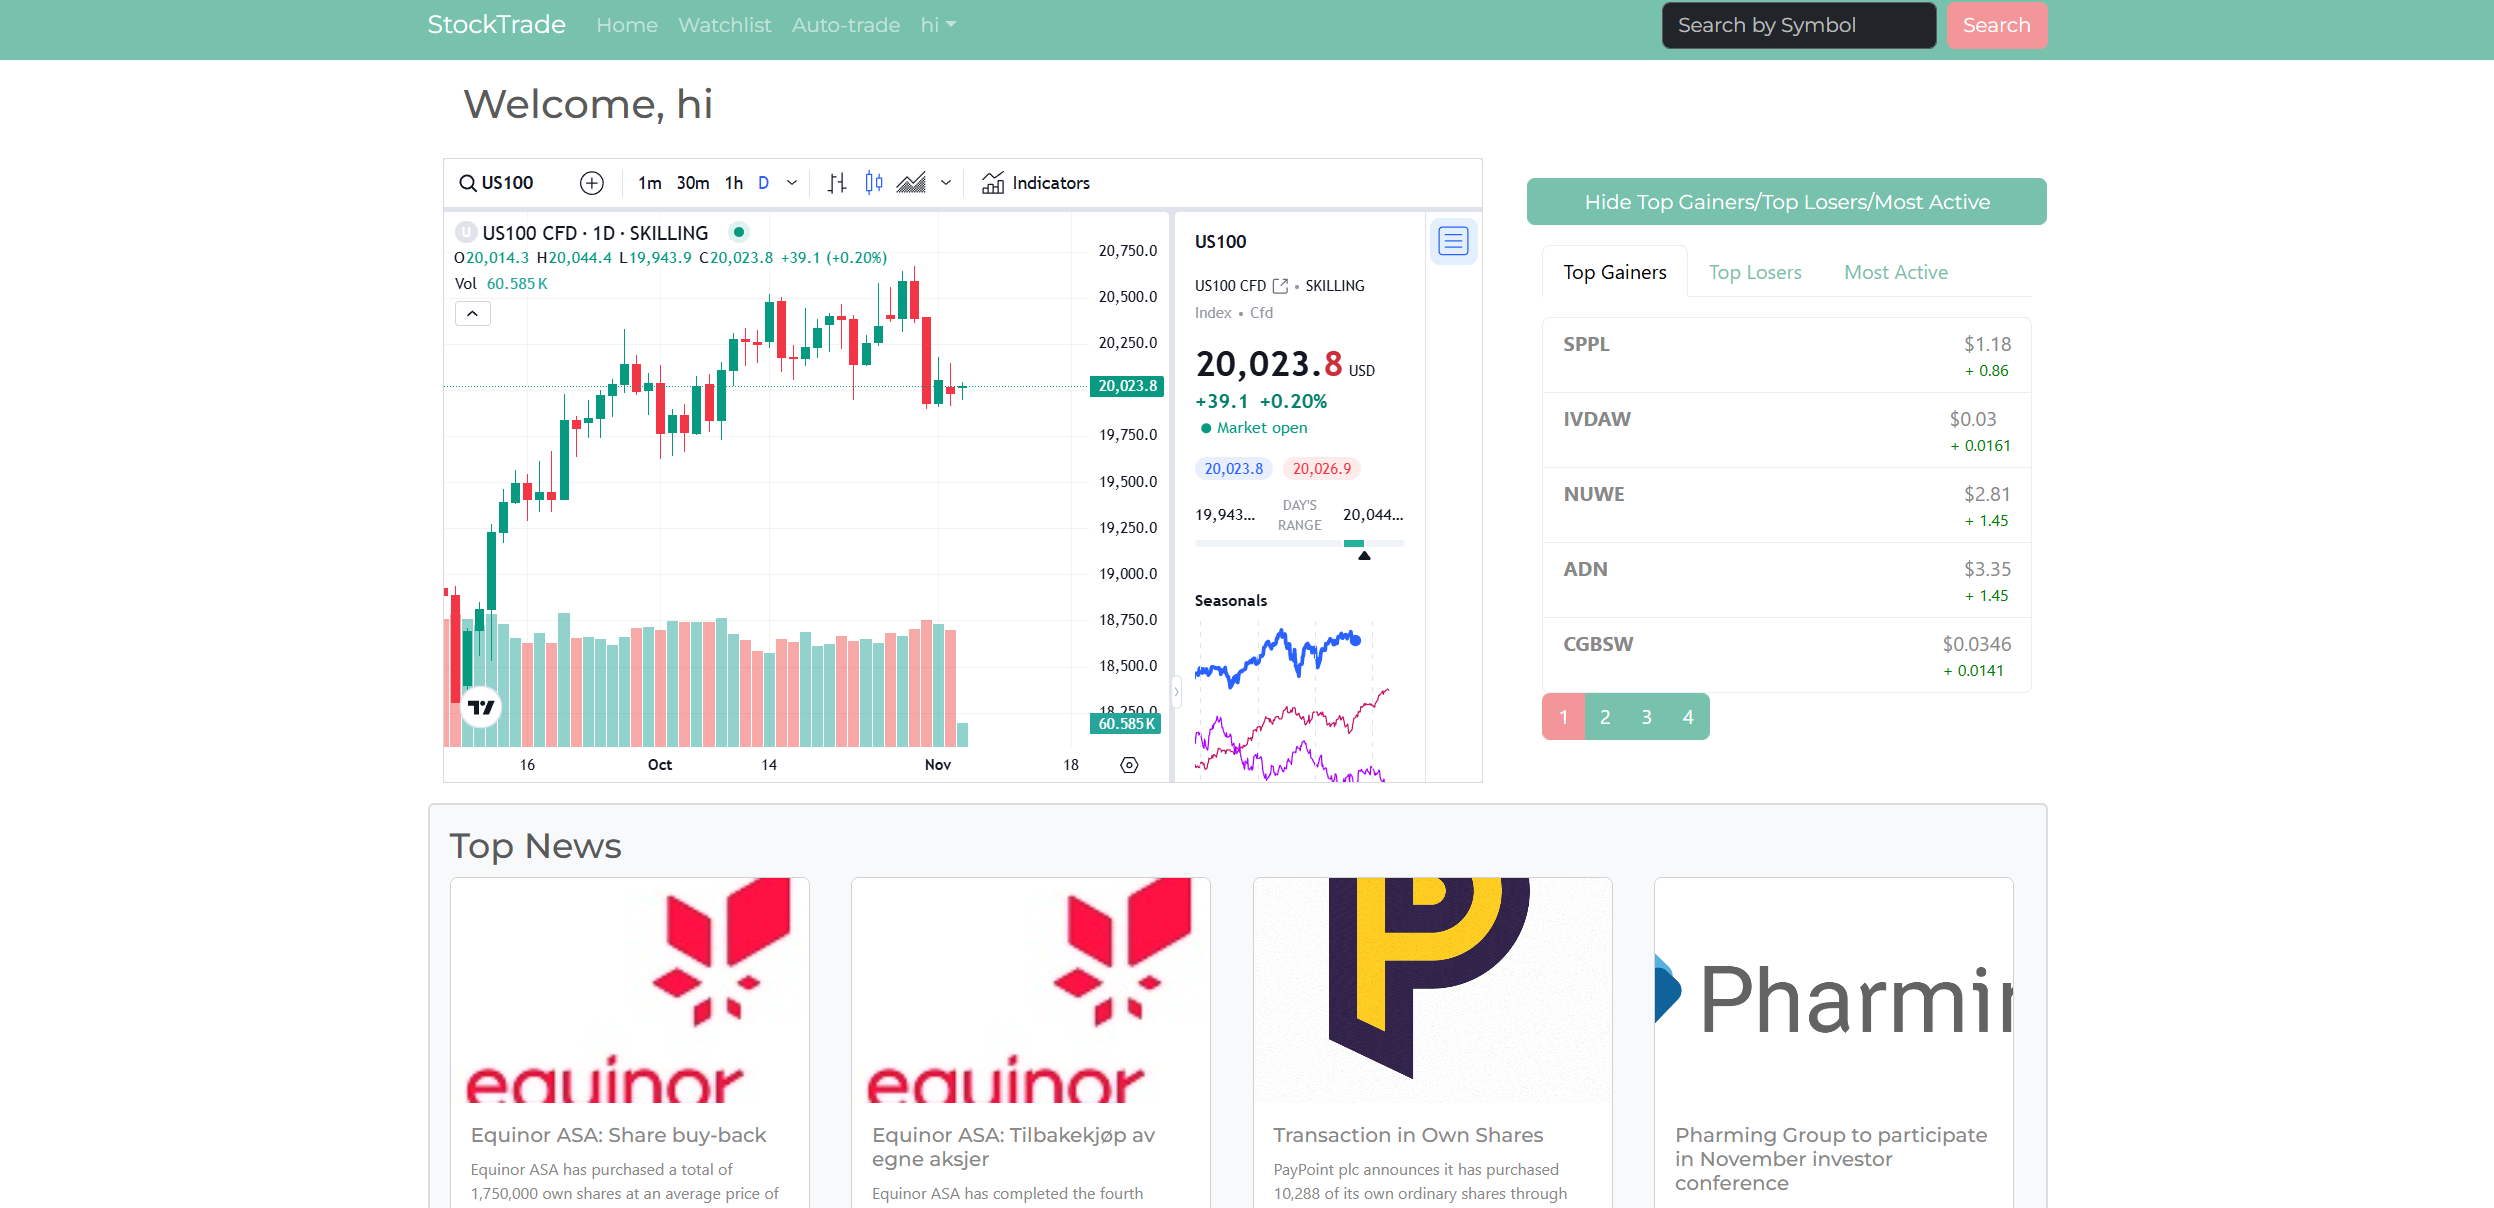 StockTrade Home Watchlist Auto-trade hi Search by Symbol Search
Welcome, hi
US100 1m 30m 1h D Indicators
U US100 CFD · 1D · SKILLING
O20,014.3 H20,044.4 L19,943.9 C20,023.8 +39.1 (+0.20%)
Vol 60.585K
20,750.0
20,500.0
20,250.0
20,023.8
19,750.0
19,500.0
19,250.0
19,000.0
18,750.0
18,500.0
18,250.0
60.585K
16 Oct 14 Nov 18
US100
US100 CFD • SKILLING
Index • Cfd
20,023.8 USD
+39.1 +0.20%
Market open
20,023.8 20,026.9
19,943... DAY'S RANGE 20,044...
Seasonals
Hide Top Gainers/Top Losers/Most Active
Top Gainers Top Losers Most Active
SPPL $1.18
+ 0.86
IVDAW $0.03
+ 0.0161
NUWE $2.81
+ 1.45
ADN $3.35
+ 1.45
CGBSW $0.0346
+ 0.0141
1 2 3 4
Top News
equinor
Equinor ASA: Share buy-back
Equinor ASA has purchased a total of
1,750,000 own shares at an average price of
equinor
Equinor ASA: Tilbakekjøp av
egne aksjer
Equinor ASA has completed the fourth
P
Transaction in Own Shares
PayPoint plc announces it has purchased
10,288 of its own ordinary shares through
Pharmin
Pharming Group to participate
in November investor
conference